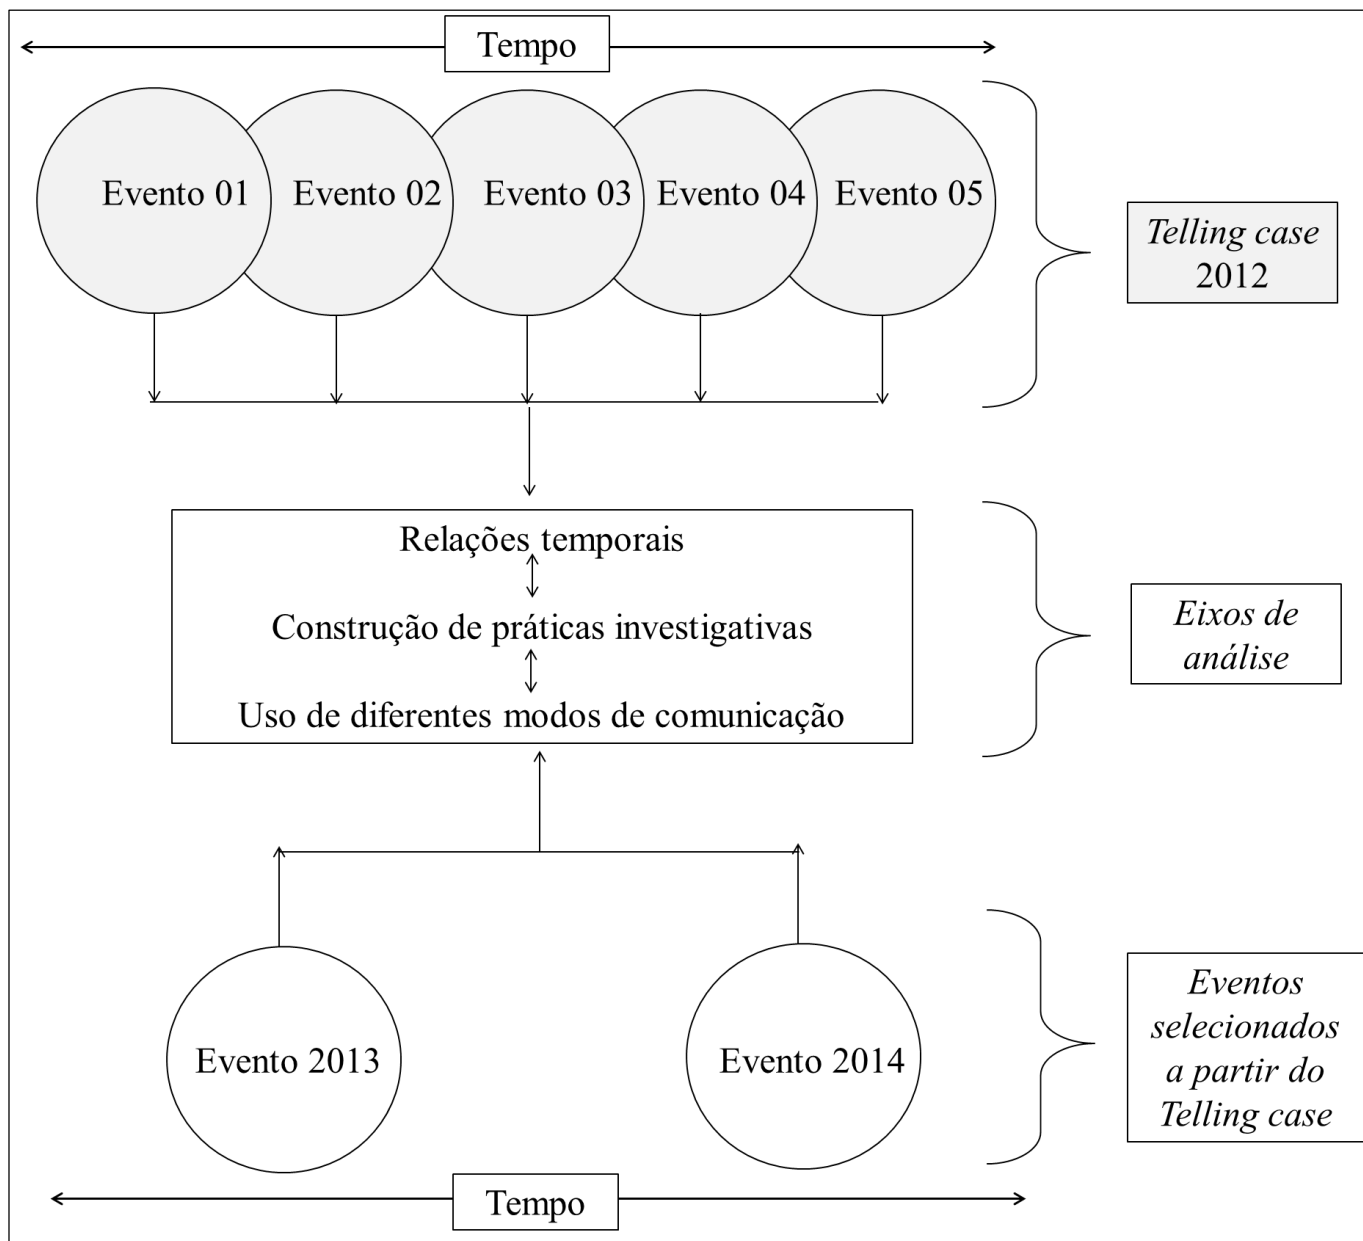 Tempo
Evento 01
Evento 02
Evento 03
Evento 04
Evento 05
Telling case
2012
Relações temporais
Construção de práticas investigativas
Uso de diferentes modos de comunicação
Eixos de
análise
Evento 2013
Evento 2014
Eventos
selecionados
a partir do
Telling case
Tempo